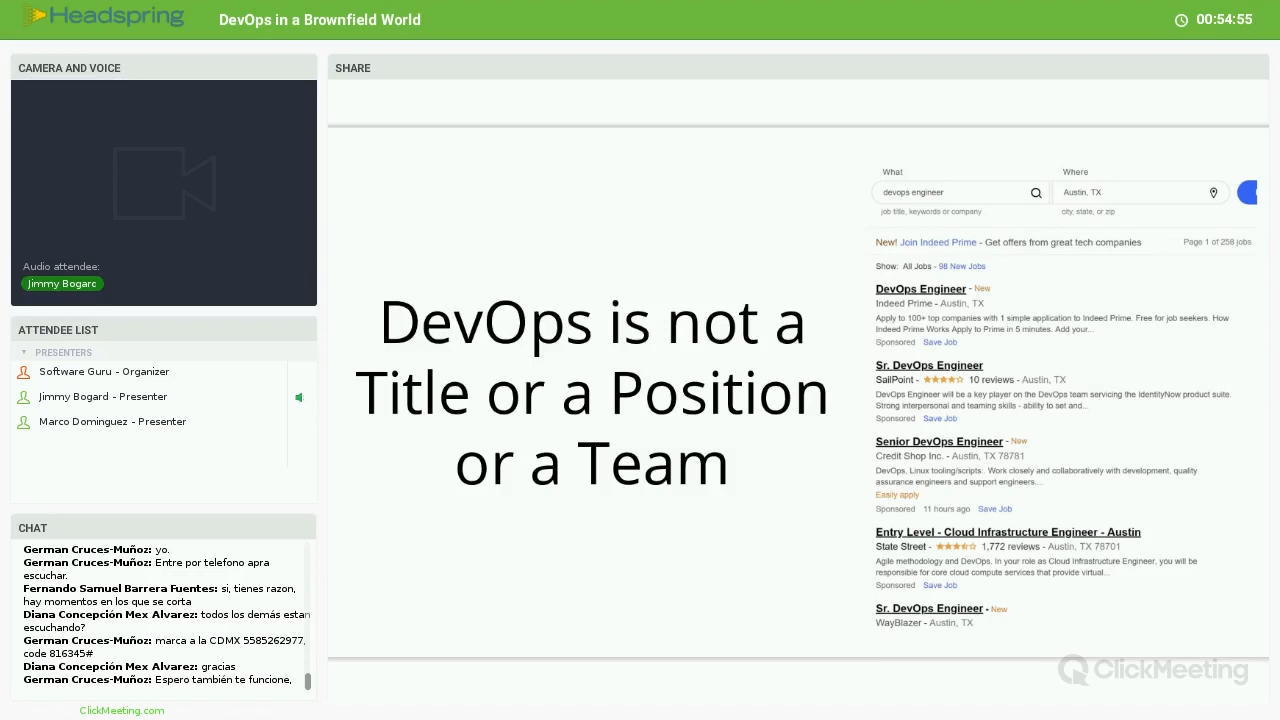 Headspring
DevOps in a Brownfield World
00:54:55
CAMERA AND VOICE
Audio attendee:
Jimmy Bogarc
ATTENDEE LIST
PRESENTERS
Software Guru - Organizer
Jimmy Bogard - Presenter
Marco Dominguez - Presenter
CHAT
German Cruces-Muñoz: yo.
German Cruces-Muñoz: Entre por telefono apra
escuchar.
Fernando Samuel Barrera Fuentes: si, tienes razon,
hay momentos en los que se corta
Diana Concepción Mex Alvarez: todos los demás estan
escuchando?
German Cruces-Muñoz: marca a la CDMX 5585262977,
code 816345#
Diana Concepción Mex Alvarez: gracias
German Cruces-Muñoz: Espero también te funcione,
ClickMeeting.com
SHARE
DevOps is not a
Title or a Position
or a Team
What
Where
devops engineer
Austin, TX
job title, keywords or company
city, state, or zip
New! Join Indeed Prime - Get offers from great tech companies
Page 1 of 258 jobs
Show: All Jobs - 98 New Jobs
DevOps Engineer - New
Indeed Prime - Austin, TX
Apply to 100+ top companies with 1 simple application to Indeed Prime. Free for job seekers. How
Indeed Prime Works Apply to Prime in 5 minutes. Add your...
Sponsored Save Job
Sr. DevOps Engineer
SailPoint - 10 reviews - Austin, TX
DevOps Engineer will be a key player on the DevOps team servicing the IdentityNow product suite.
Strong interpersonal and teaming skills - ability to set and...
Sponsored Save Job
Senior DevOps Engineer - New
Credit Shop Inc. - Austin, TX 78781
DevOps. Linux tooling/scripts:. Work closely and collaboratively with development, quality
assurance engineers and support engineers....
Easily apply
Sponsored 11 hours ago Save Job
Entry Level - Cloud Infrastructure Engineer - Austin
State Street - 1,772 reviews - Austin, TX 78701
Agile methodology and DevOps. In your role as Cloud Infrastructure Engineer, you will be
responsible for core cloud compute services that provide virtual...
Sponsored Save Job
Sr. DevOps Engineer - New
WayBlazer - Austin, TX
ClickMeeting